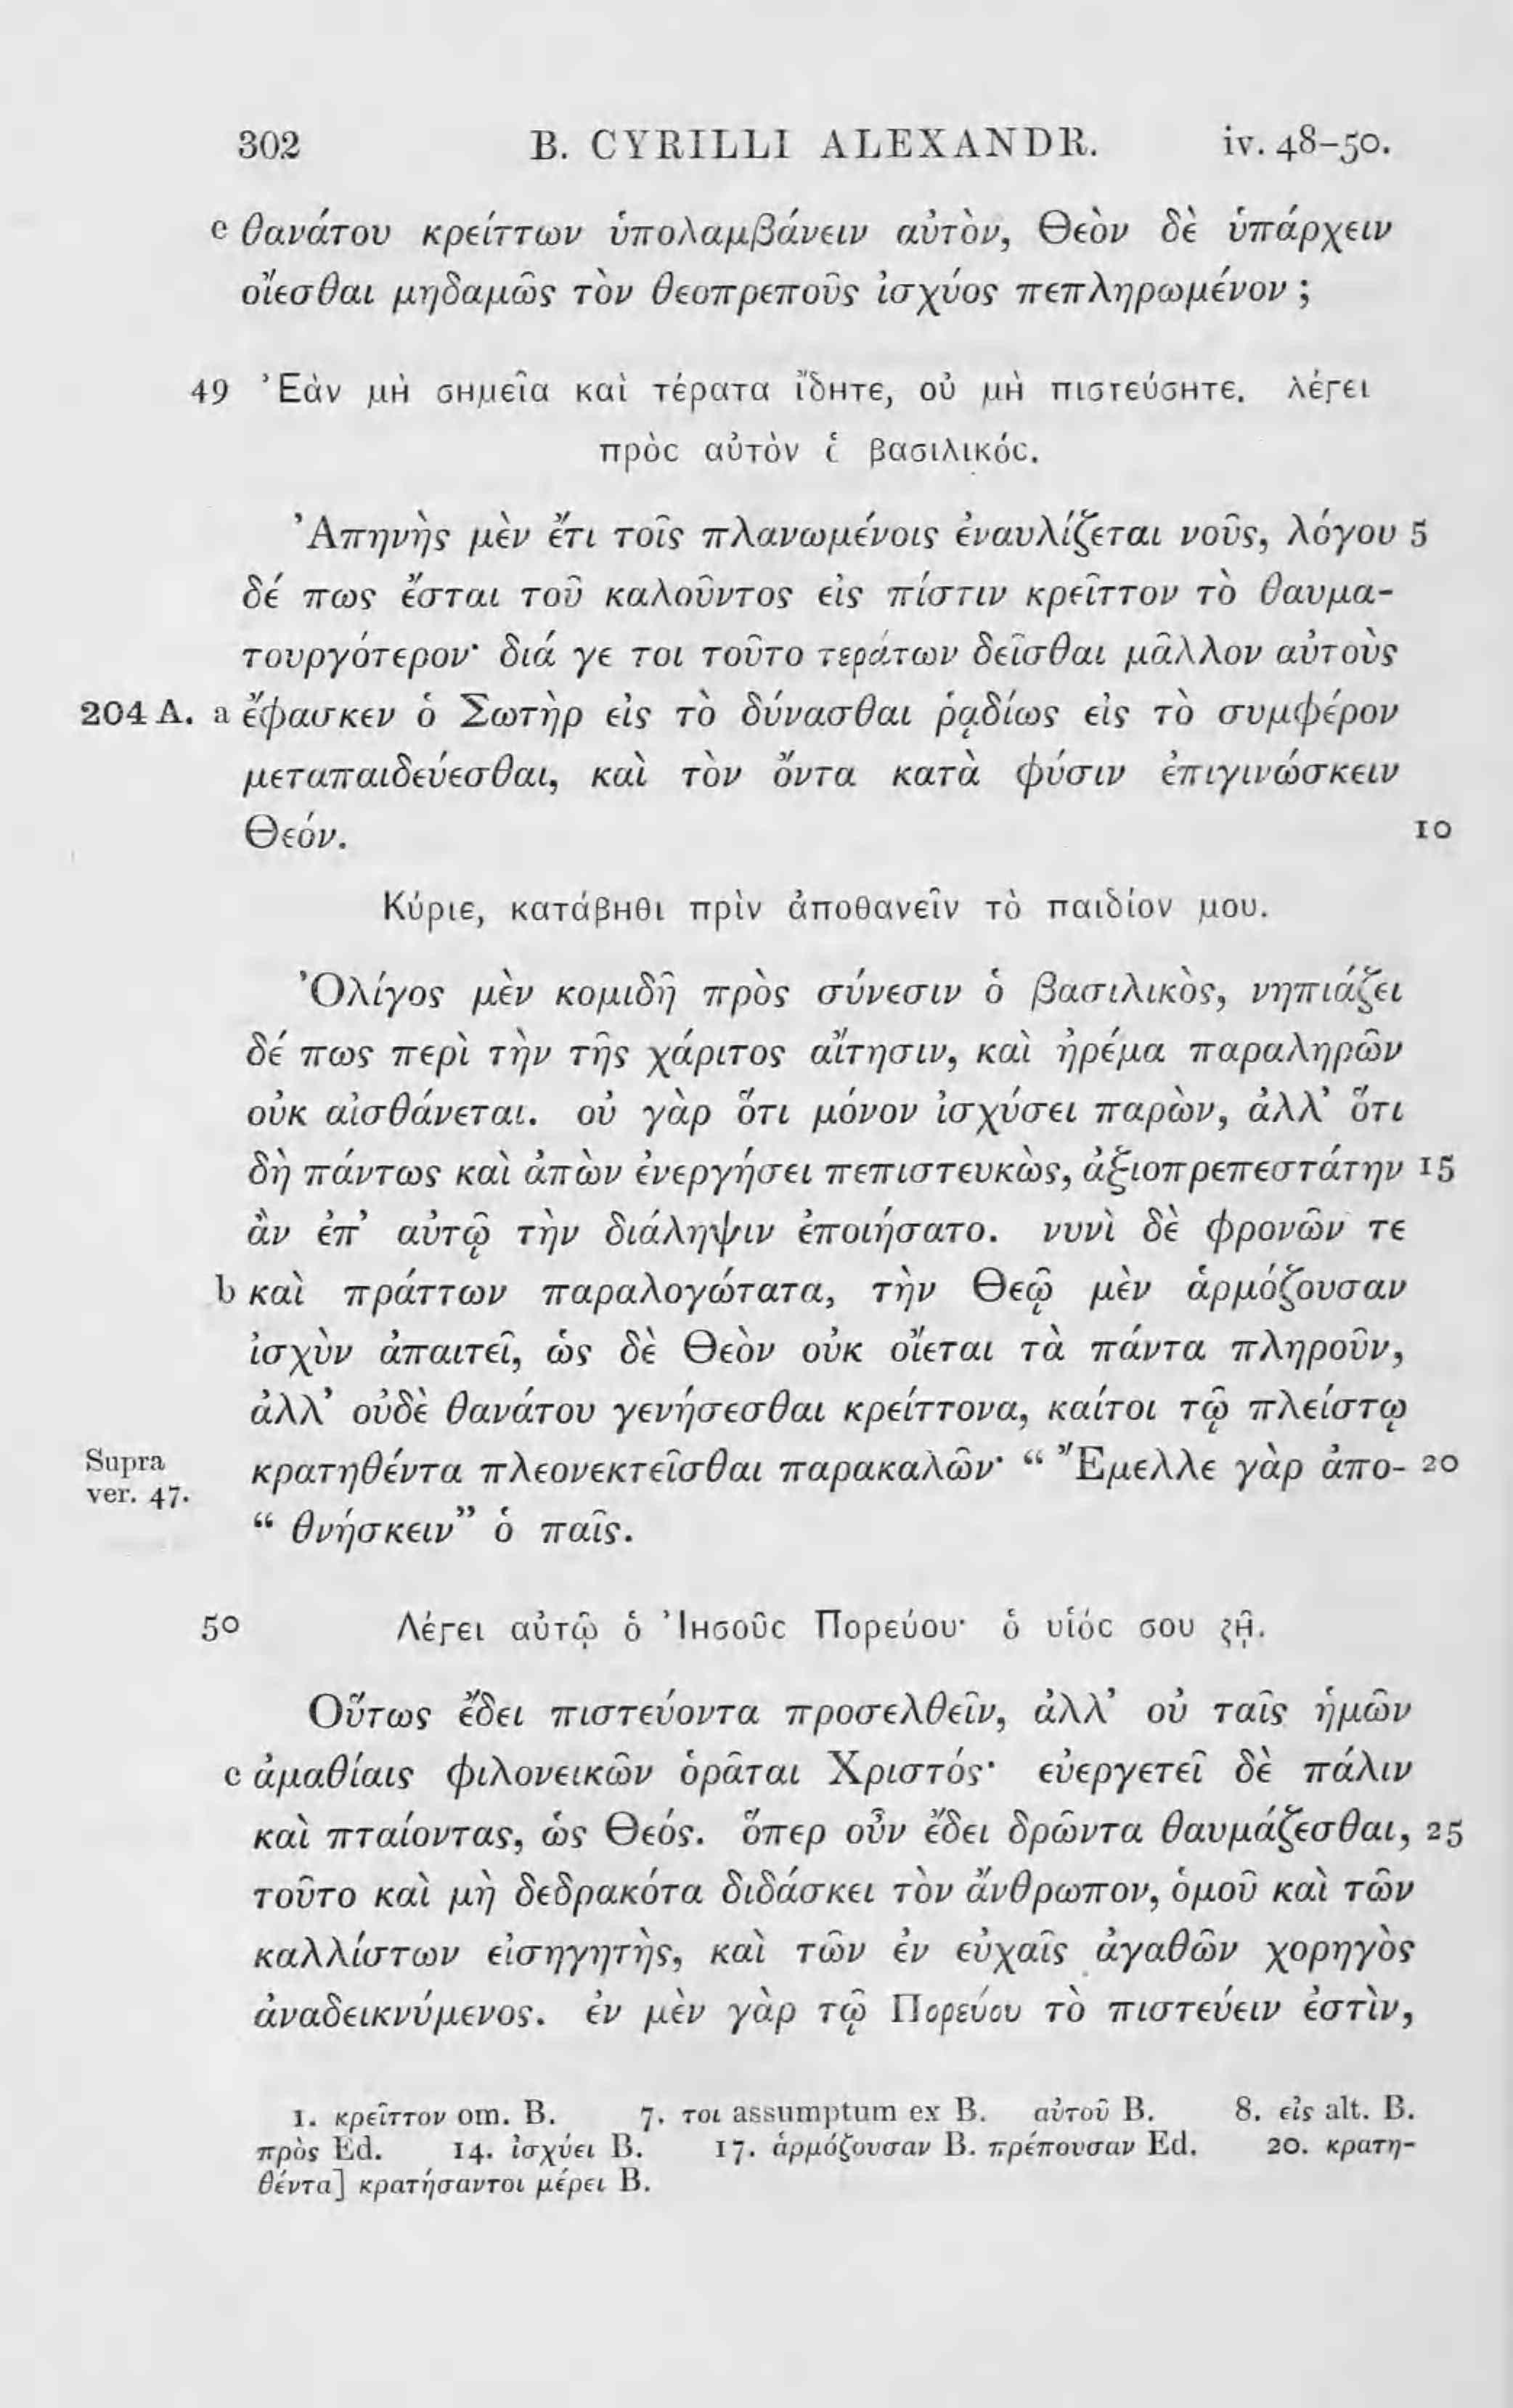 302 B. CYRILLI ALEXANDR. iv. 48–50.
e θανάτου κρείττων ὑπολαμβάνειν αὐτὸν, Θεὸν δὲ ὑπάρχειν
οἴεσθαι μηδαμῶς τὸν θεοπρεποῦς ἰσχύος πεπληρωμένον ;
49 Ἐὰν μὴ σημεῖα καὶ τέρατα ἴδητε, οὐ μὴ πιστεύσητε. λέγει
πρὸς αὐτὸν ὁ βασιλικός.
Ἀπηνὴς μὲν ἔτι τοῖς πλανωμένοις ἐναυλίζεται νοῦς, λόγου 5
δέ πως ἔσται τοῦ καλοῦντος εἰς πίστιν κρεῖττον τὸ θαυμα-
τουργότερον· διά γε τοι τοῦτο τεράτων δεῖσθαι μᾶλλον αὐτοὺς
204 A. a ἔφασκεν ὁ Σωτὴρ εἰς τὸ δύνασθαι ῥᾳδίως εἰς τὸ συμφέρον
μεταπαιδεύεσθαι, καὶ τὸν ὄντα κατὰ φύσιν ἐπιγινώσκειν
Θεόν. 10
Κύριε, κατάβηθι πρὶν ἀποθανεῖν τὸ παιδίον μου.
Ὀλίγος μὲν κομιδῆ πρὸς σύνεσιν ὁ βασιλικὸς, νηπιάζει
δέ πως περὶ τὴν τῆς χάριτος αἴτησιν, καὶ ἠρέμα παραληρῶν
οὐκ αἰσθάνεται. οὐ γὰρ ὅτι μόνον ἰσχύσει παρὼν, ἀλλ’ ὅτι
δὴ πάντως καὶ ἀπὼν ἐνεργήσει πεπιστευκὼς, ἀξιοπρεπεστάτην 15
ἂν ἐπ’ αὐτῷ τὴν διάληψιν ἐποιήσατο. νυνὶ δὲ φρονῶν τε
b καὶ πράττων παραλογώτατα, τὴν Θεῷ μὲν ἁρμόζουσαν
ἰσχὺν ἀπαιτεῖ, ὡς δὲ Θεὸν οὐκ οἴεται τὰ πάντα πληροῦν,
ἀλλ’ οὐδὲ θανάτου γενήσεσθαι κρείττονα, καίτοι τῷ πλείστῳ
Supra ver. 47. κρατηθέντα πλεονεκτεῖσθαι παρακαλῶν· “ Ἔμελλε γὰρ ἀπο- 20
“ θνήσκειν” ὁ παῖς.
50 Λέγει αὐτῷ ὁ Ἰησοῦς Πορεύου· ὁ υἱός σου ζῇ.
Οὕτως ἔδει πιστεύοντα προσελθεῖν, ἀλλ’ οὐ ταῖς ἡμῶν
c ἀμαθίαις φιλονεικῶν ὁρᾶται Χριστός· εὐεργετεῖ δὲ πάλιν
καὶ πταίοντας, ὡς Θεός. ὅπερ οὖν ἔδει δρῶντα θαυμάζεσθαι, 25
τοῦτο καὶ μὴ δεδρακότα διδάσκει τὸν ἄνθρωπον, ὁμοῦ καὶ τῶν
καλλίστων εἰσηγητὴς, καὶ τῶν ἐν εὐχαῖς ἀγαθῶν χορηγὸς
ἀναδεικνύμενος. ἐν μὲν γὰρ τῷ Πορεύου τὸ πιστεύειν ἐστὶν,
1. κρεῖττον om. B. 7. τοι assumptum ex B. αὐτοῦ B. 8. εἰς alt. B.
πρὸς Ed. 14. ἰσχύει B. 17. ἁρμόζουσαν B. πρέπουσαν Ed. 20. κρατη-
θέντα] κρατήσαντοι μέρει B.